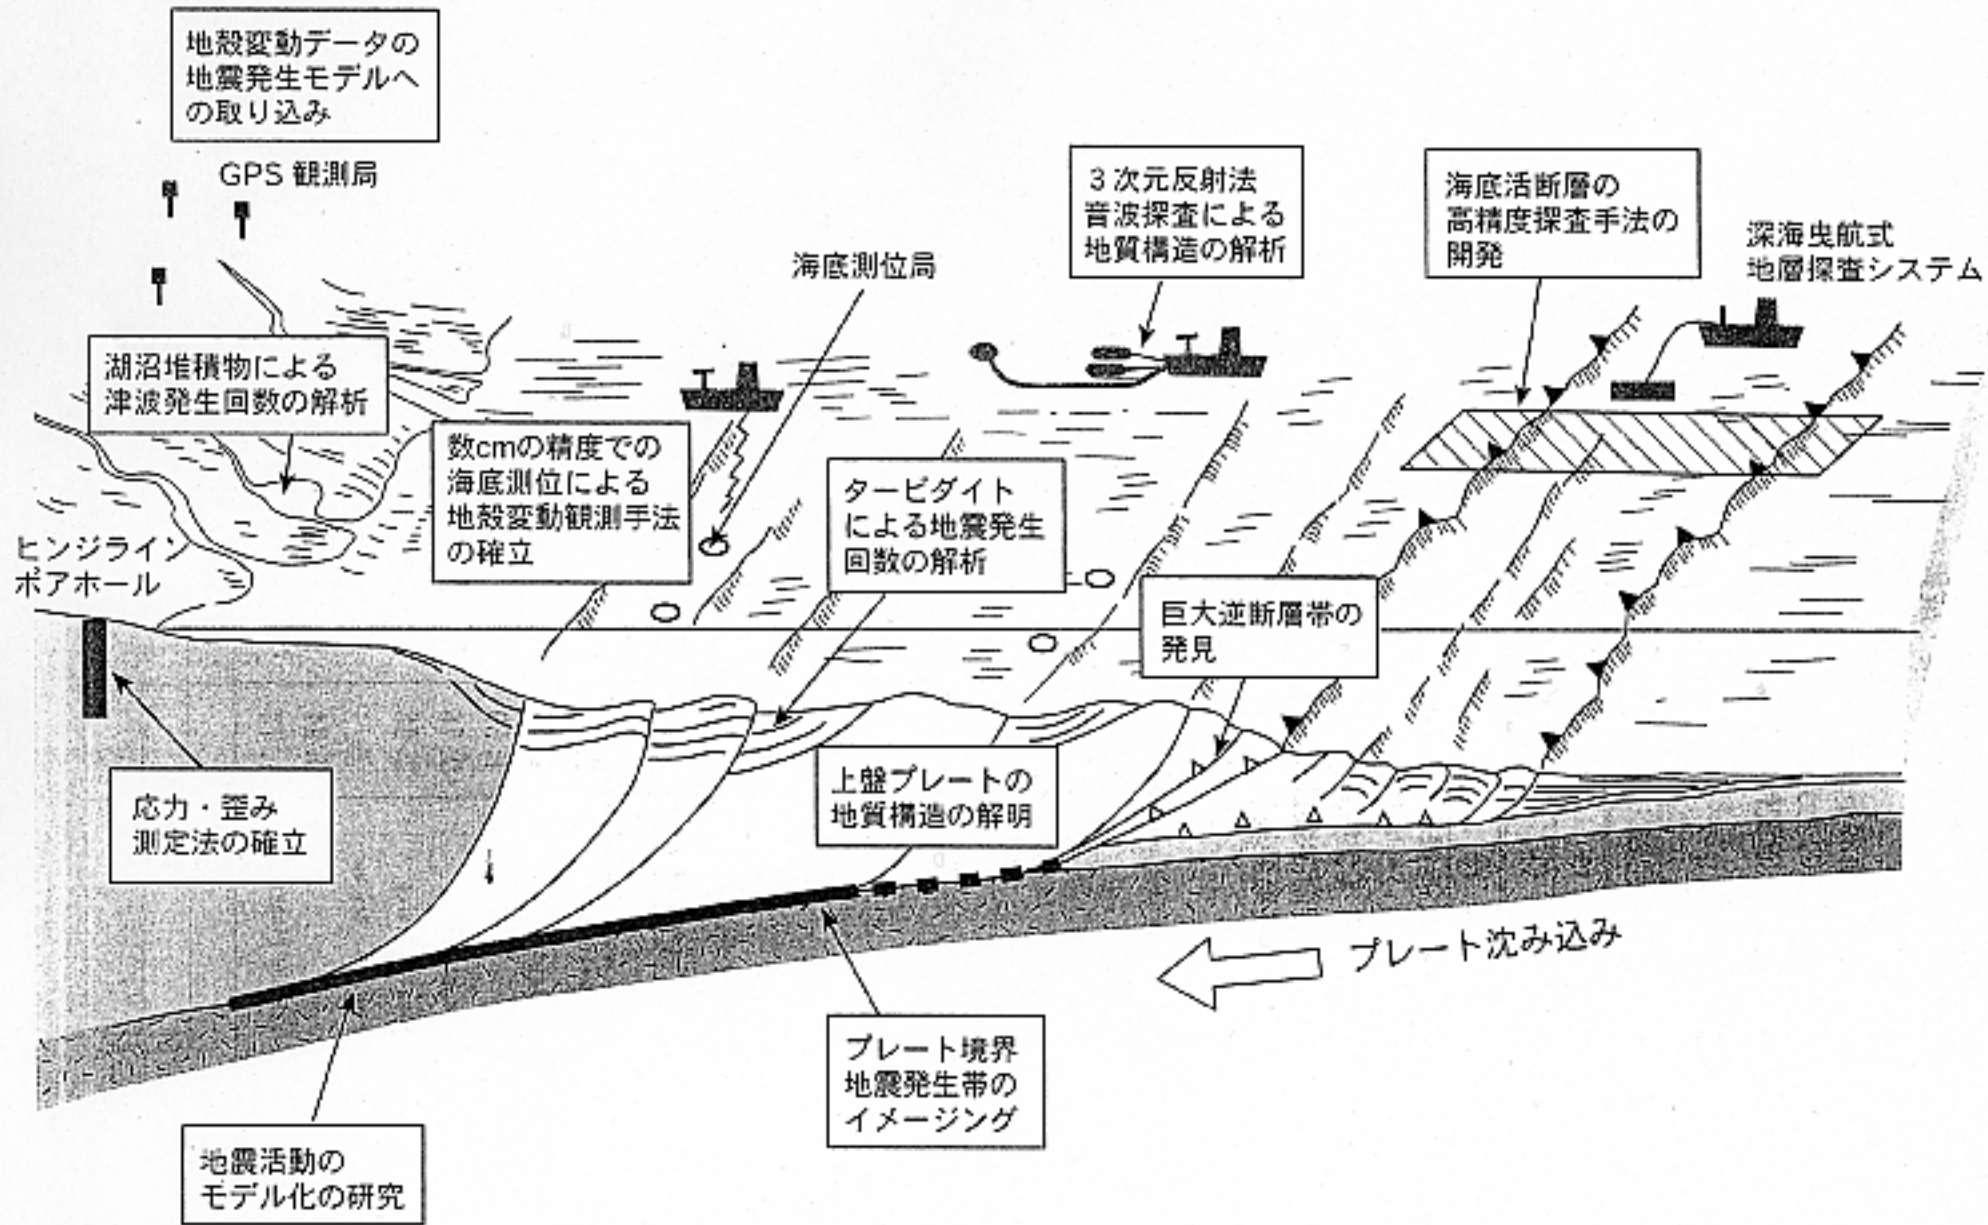 地殻変動データの
地震発生モデルへ
の取り込み
GPS 観測局
3次元反射法
音波探査による
地質構造の解析
海底活断層の
高精度探査手法の
開発
深海曳航式
地層探査システム
海底測位局
湖沼堆積物による
津波発生回数の解析
数cmの精度での
海底測位による
地殻変動観測手法
の確立
タービダイト
による地震発生
回数の解析
ヒンジライン
ボアホール
巨大逆断層帯の
発見
応力・歪み
測定法の確立
上盤プレートの
地質構造の解明
プレート沈み込み
プレート境界
地震発生帯の
イメージング
地震活動の
モデル化の研究